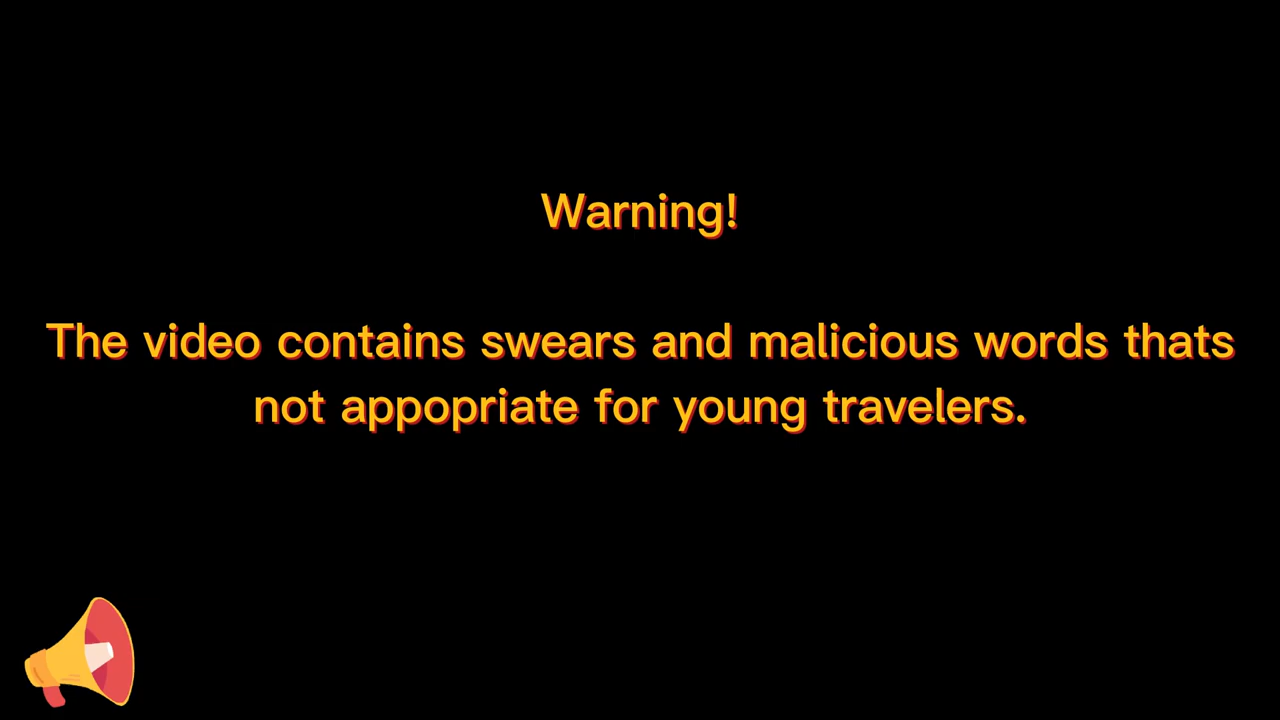 Warning!
The video contains swears and malicious words thats
not appopriate for young travelers.